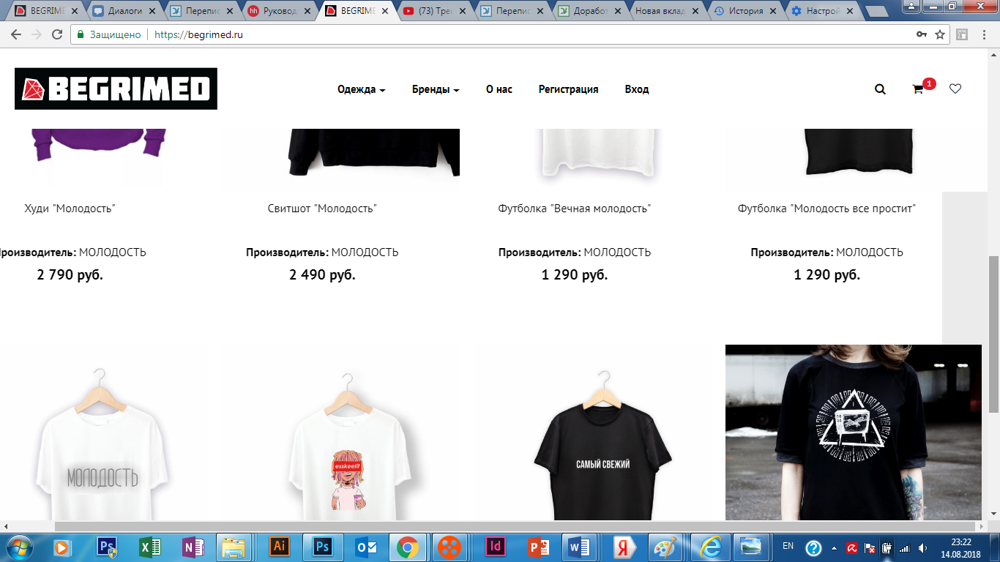 BEGRIME
Диалоги
Перепис
Руковод
BEGRIME
(73) Тре
Перепис
Доработ
Новая вклад
История
Настрой
Защищено https://begrimed.ru
BEGRIMED
Одежда
Бренды
О нас
Регистрация
Вход
1
Худи "Молодость"
Свитшот "Молодость"
Футболка "Вечная молодость"
Футболка "Молодость все простит"
роизводитель: МОЛОДОСТЬ
Производитель: МОЛОДОСТЬ
Производитель: МОЛОДОСТЬ
Производитель: МОЛОДОСТЬ
2 790 руб.
2 490 руб.
1 290 руб.
1 290 руб.
МОЛОДОСТЬ
esskeetit
САМЫЙ СВЕЖИЙ
EN
23:22
14.08.2018